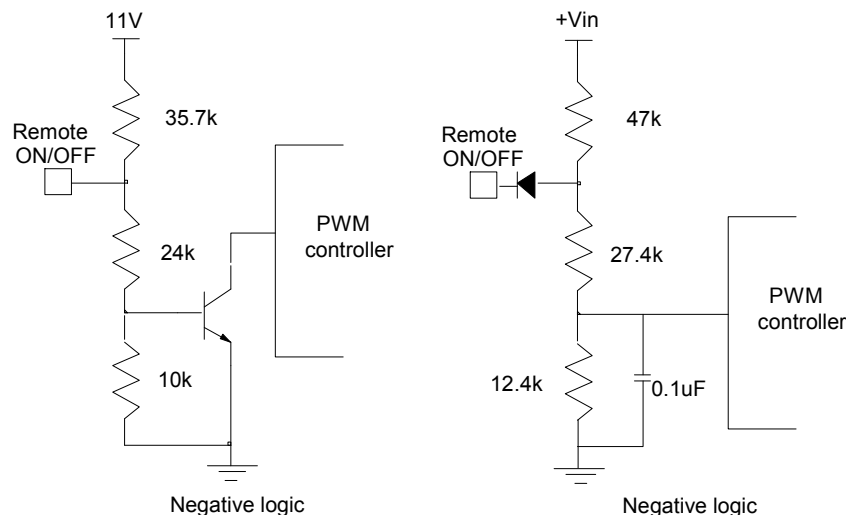 11V
35.7k
Remote
ON/OFF
24k
PWM
controller
10k
Negative logic
+Vin
47k
Remote
ON/OFF
27.4k
PWM
controller
12.4k
0.1uF
Negative logic